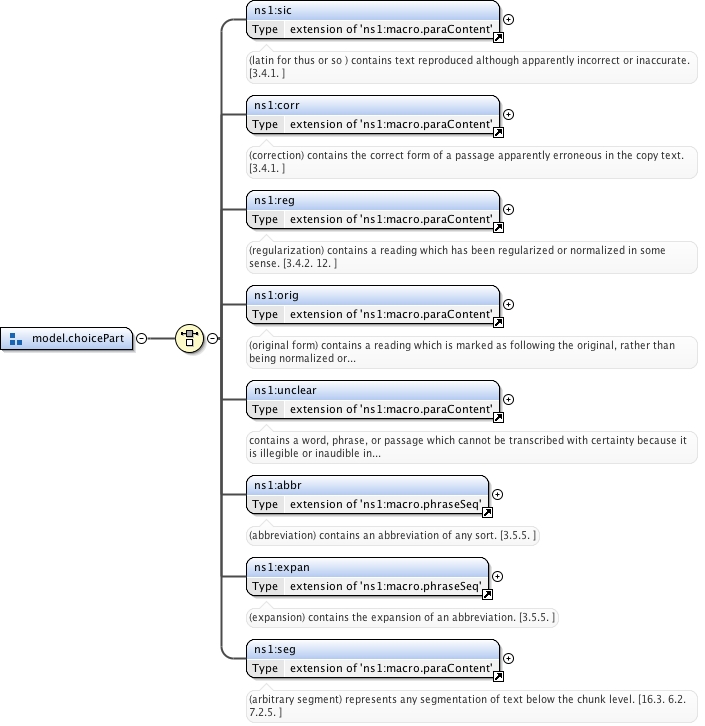 ns1:sic
Type extension of 'ns1:macro.paraContent'
(latin for thus or so ) contains text reproduced although apparently incorrect or inaccurate.
[3.4.1. ]
ns1:corr
Type extension of 'ns1:macro.paraContent'
(correction) contains the correct form of a passage apparently erroneous in the copy text.
[3.4.1. ]
ns1:reg
Type extension of 'ns1:macro.paraContent'
(regularization) contains a reading which has been regularized or normalized in some
sense. [3.4.2. 12. ]
ns1:orig
Type extension of 'ns1:macro.paraContent'
model.choicePart
(original form) contains a reading which is marked as following the original, rather than
being normalized or...
ns1:unclear
Type extension of 'ns1:macro.paraContent'
contains a word, phrase, or passage which cannot be transcribed with certainty because it
is illegible or inaudible in...
ns1:abbr
Type extension of 'ns1:macro.phraseSeq'
(abbreviation) contains an abbreviation of any sort. [3.5.5. ]
ns1:expan
Type extension of 'ns1:macro.phraseSeq'
(expansion) contains the expansion of an abbreviation. [3.5.5. ]
ns1:seg
Type extension of 'ns1:macro.paraContent'
(arbitrary segment) represents any segmentation of text below the chunk level. [16.3. 6.2.
7.2.5. ]